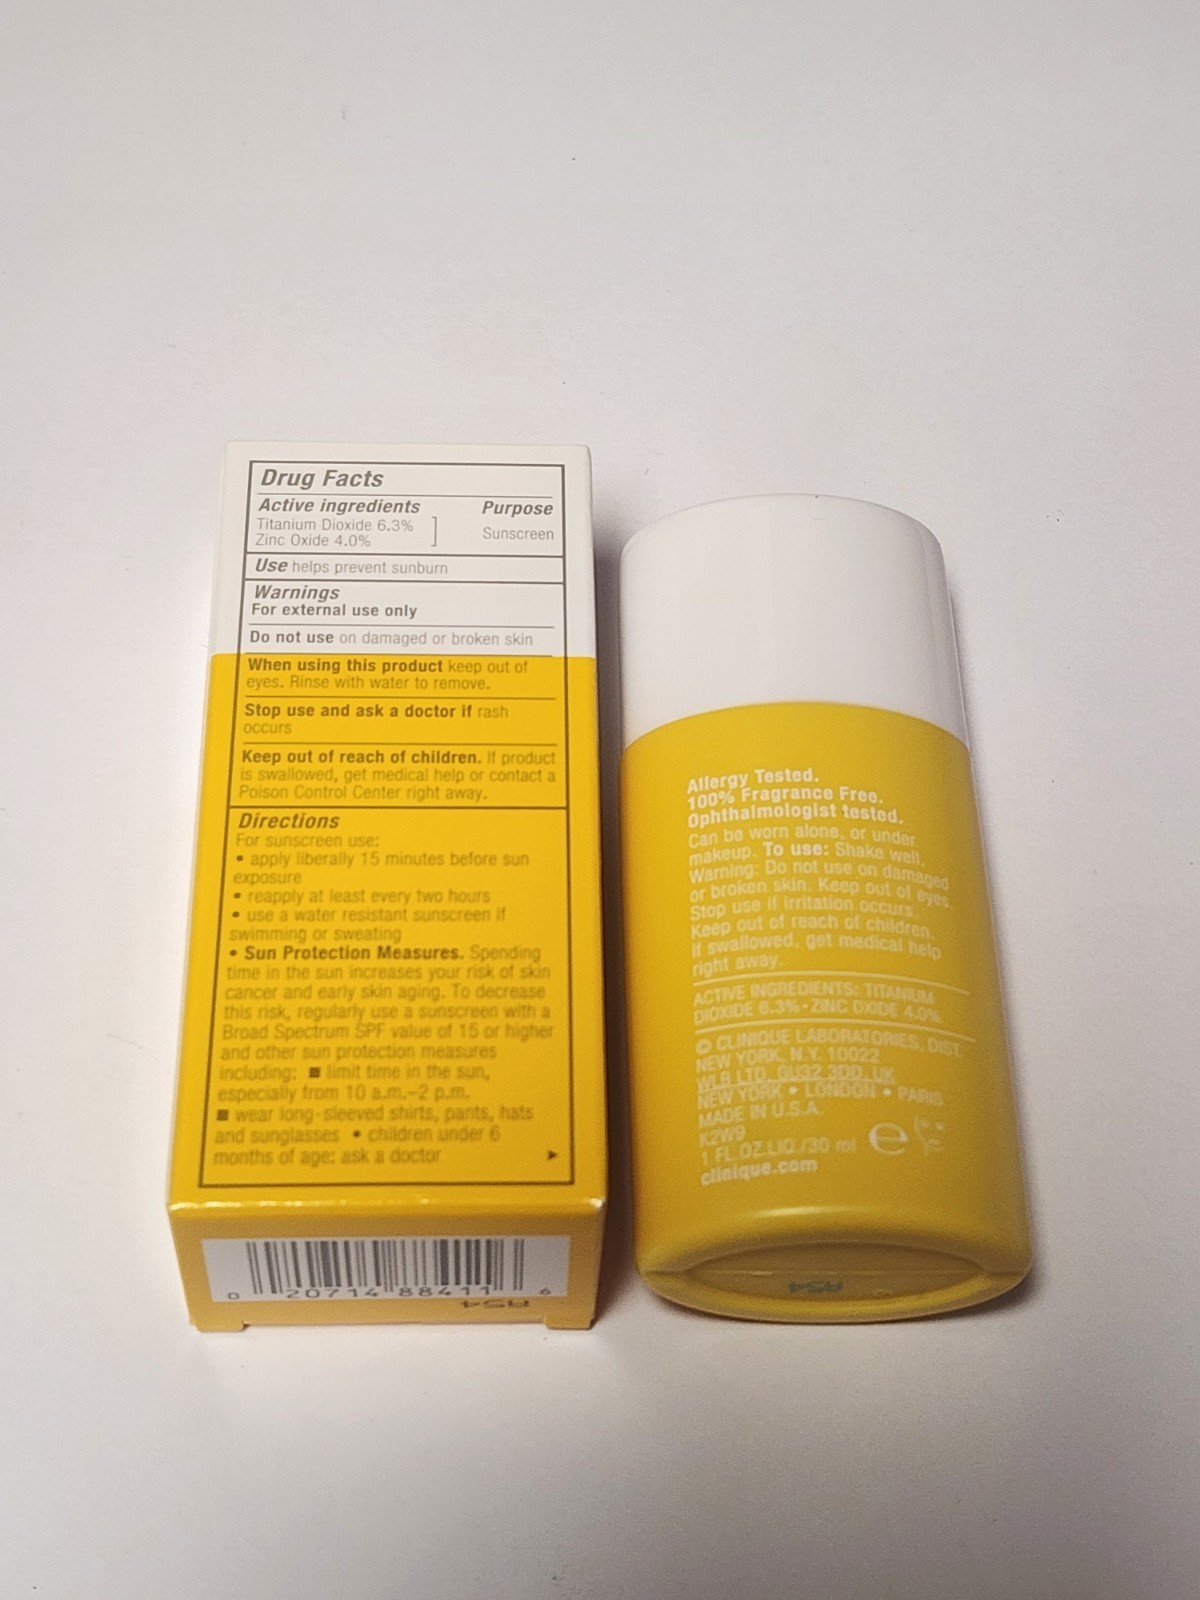 Drug Facts
Active ingredients Purpose
Titanium Dioxide 6.3%
Zinc Oxide 4.0%
Sunscreen
Use helps prevent sunburn
Warnings
For external use only
Do not use on damaged or broken skin
When using this product keep out of
eyes. Rinse with water to remove.
Stop use and ask a doctor if rash
occurs
Keep out of reach of children. If product
is swallowed, get medical help or contact a
Poison Control Center right away.
Directions
For sunscreen use:
• apply liberally 15 minutes before sun
exposure
• reapply at least every two hours
• use a water resistant sunscreen if
swimming or sweating
• Sun Protection Measures. Spending
time in the sun increases your risk of skin
cancer and early skin aging. To decrease
this risk, regularly use a sunscreen with a
Broad Spectrum SPF value of 15 or higher
and other sun protection measures
including: ■ limit time in the sun,
especially from 10 a.m.–2 p.m.
■ wear long-sleeved shirts, pants, hats
and sunglasses • children under 6
months of age: ask a doctor
0 20714 88411 6
A54
Allergy Tested.
100% Fragrance Free.
Ophthalmologist tested.
Can be worn alone, or under
makeup. To use: Shake well.
Warning: Do not use on damaged
or broken skin. Keep out of eyes.
Stop use if irritation occurs.
Keep out of reach of children.
If swallowed, get medical help
right away.
ACTIVE INGREDIENTS: TITANIUM
DIOXIDE 6.3%•ZINC OXIDE 4.0%
© CLINIQUE LABORATORIES, DIST.
NEW YORK, N.Y. 10022
WLB LTD, GU32 3DD, UK
NEW YORK • LONDON • PARIS
MADE IN U.S.A.
K2W9
1 FL.OZ.LIQ./30 ml e
clinique.com
A54